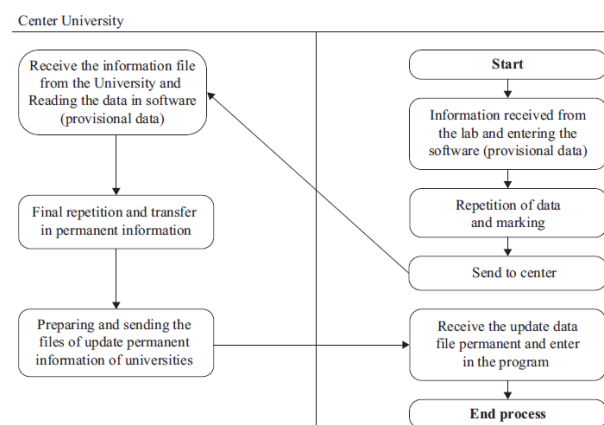 Center University
Receive the information file
from the University and
Reading the data in software
(provisional data)
Final repetition and transfer
in permanent information
Preparing and sending the
files of update permanent
information of universities
Start
Information received from
the lab and entering the
software (provisional data)
Repetition of data
and marking
Send to center
Receive the update data
file permanent and enter
in the program
End process